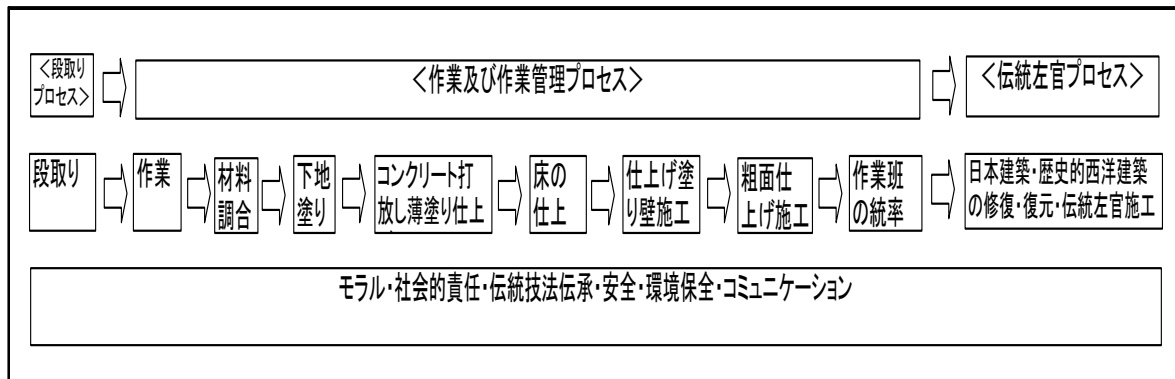 <段取り
プロセス>
<作業及び作業管理プロセス>
<伝統左官プロセス>
段取り
作業
材料
調合
下地
塗り
コンクリート打
放し薄塗り仕上
床の
仕上
仕上げ塗
り壁施工
粗面仕
上げ施工
作業班
の統率
日本建築・歴史的西洋建築
の修復・復元・伝統左官施工
モラル・社会的責任・伝統技法伝承・安全・環境保全・コミュニケーション